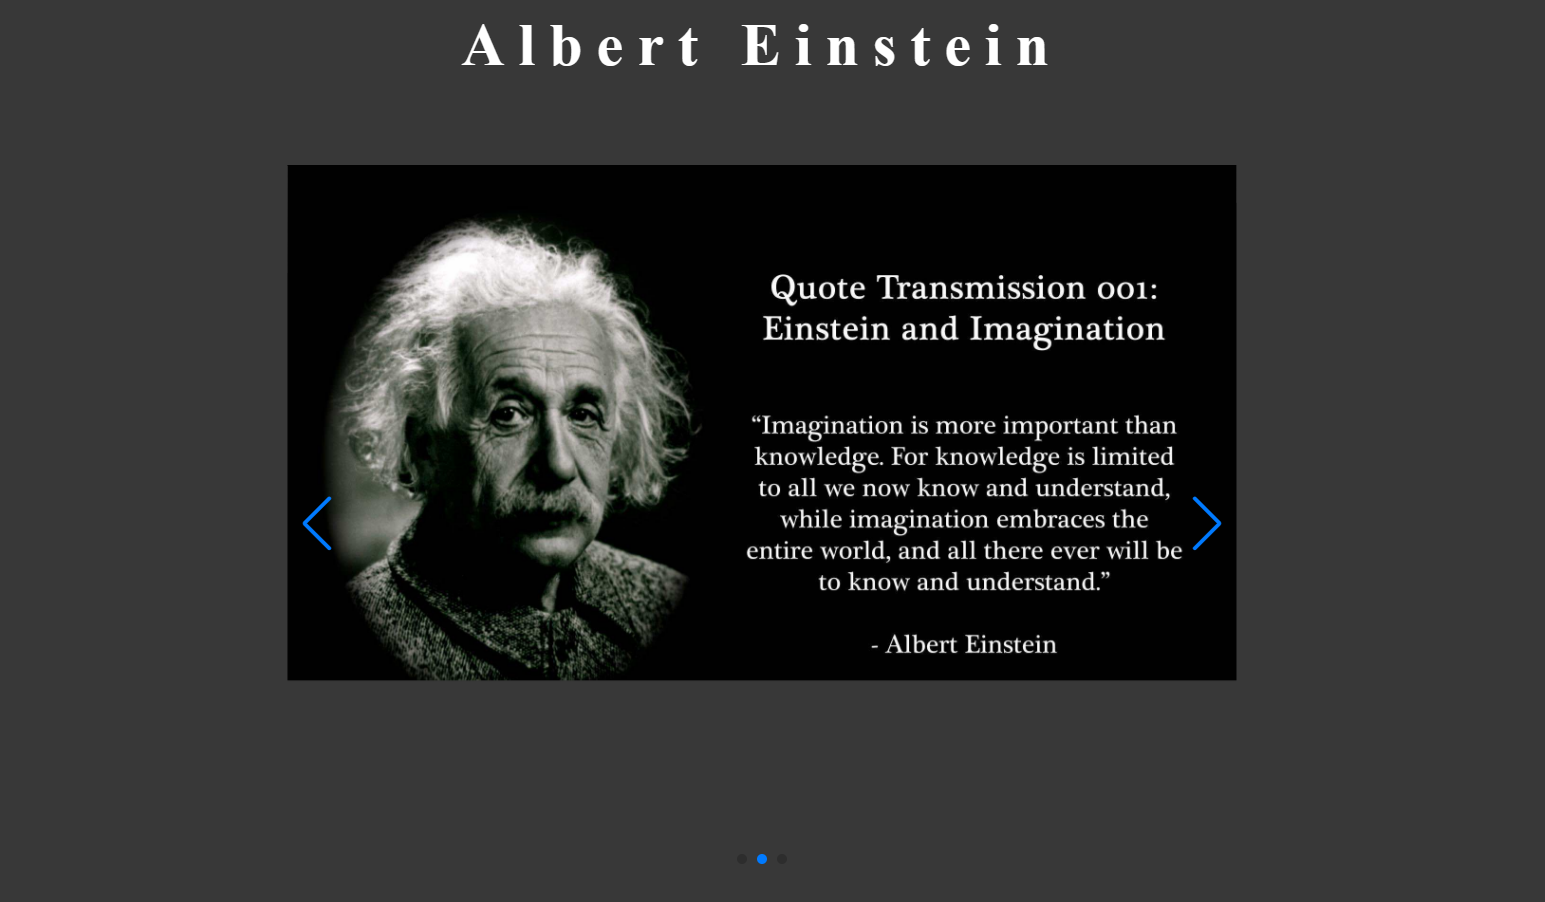 Albert Einstein
Quote Transmission 001:
Einstein and Imagination
“Imagination is more important than
knowledge. For knowledge is limited
to all we now know and understand,
while imagination embraces the
entire world, and all there ever will be
to know and understand.”
- Albert Einstein